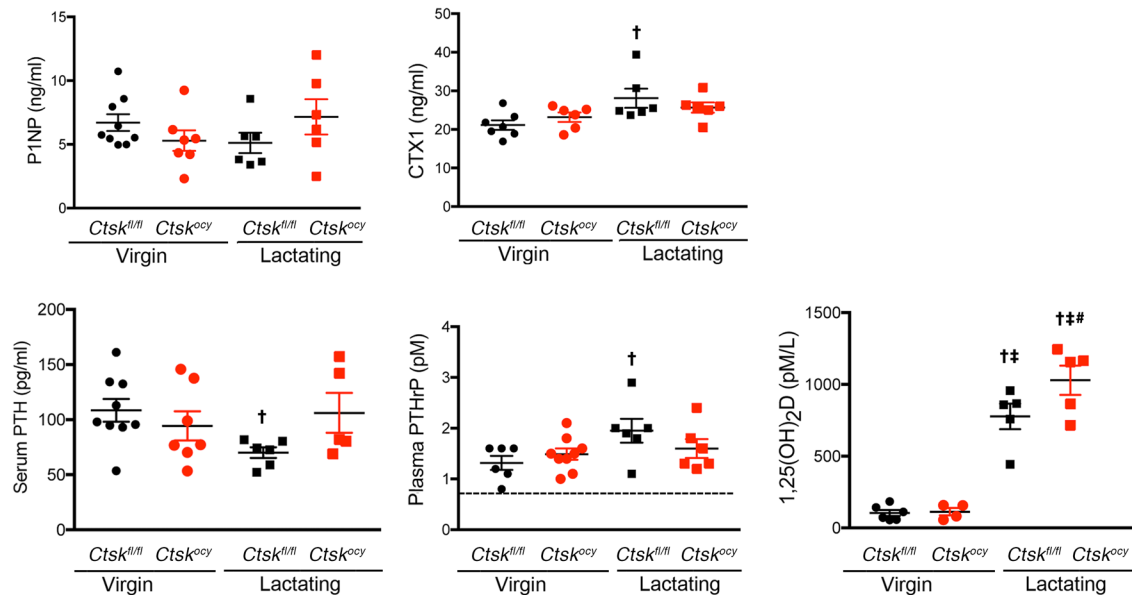 P1NP (ng/ml)
15
10
5
0
Ctsk^fl/fl Ctsk^ocy Ctsk^fl/fl Ctsk^ocy
Virgin Lactating
CTX1 (ng/ml)
50
40
30
20
10
0
†
Ctsk^fl/fl Ctsk^ocy Ctsk^fl/fl Ctsk^ocy
Virgin Lactating
Serum PTH (pg/ml)
200
150
100
50
0
†
Ctsk^fl/fl Ctsk^ocy Ctsk^fl/fl Ctsk^ocy
Virgin Lactating
Plasma PTHrP (pM)
4
3
2
1
0
†
Ctsk^fl/fl Ctsk^ocy Ctsk^fl/fl Ctsk^ocy
Virgin Lactating
1,25(OH)2D (pM/L)
1500
1000
500
0
†‡
†‡#
Ctsk^fl/fl Ctsk^ocy Ctsk^fl/fl Ctsk^ocy
Virgin Lactating